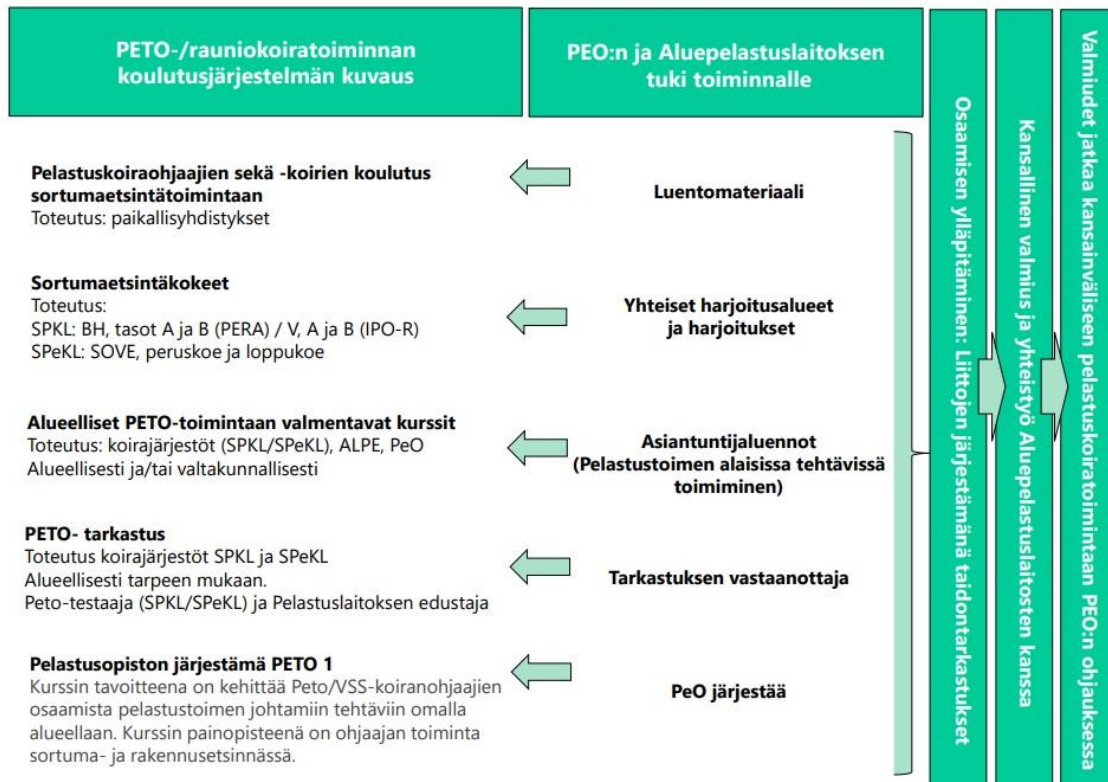 PETO-/rauniokoiratoiminnan
koulutusjärjestelmän kuvaus
PEO:n ja Aluepelastuslaitoksen
tuki toiminnalle
Pelastuskoiraohjaajien sekä -koirien koulutus
sortumaetsintätoimintaan
Toteutus: paikallisyhdistykset
Luentomateriaali
Sortumaetsintäkokeet
Toteutus:
SPKL: BH, tasot A ja B (PERA) / V, A ja B (IPO-R)
SPeKL: SOVE, peruskoe ja loppukoe
Yhteiset harjoitusalueet
ja harjoitukset
Alueelliset PETO-toimintaan valmentavat kurssit
Toteutus: koirajärjestöt (SPKL/SPeKL), ALPE, PeO
Alueellisesti ja/tai valtakunnallisesti
Asiantuntijaluennot
(Pelastustoimen alaisissa tehtävissä
toimiminen)
PETO- tarkastus
Toteutus koirajärjestöt SPKL ja SPeKL
Alueellisesti tarpeen mukaan.
Peto-testaaja (SPKL/SPeKL) ja Pelastuslaitoksen edustaja
Tarkastuksen vastaanottaja
Pelastusopiston järjestämä PETO 1
Kurssin tavoitteena on kehittää Peto/VSS-koiranohjaajien
osaamista pelastustoimen johtamiin tehtäviin omalla
alueellaan. Kurssin painopisteenä on ohjaajan toiminta
sortuma- ja rakennusetsinnässä.
PeO järjestää
Osaamisen ylläpitäminen: Liittojen järjestämänä taidontarkastukset
Kansallinen valmius ja yhteistyö Aluepelastuslaitosten kanssa
Valmiudet jatkaa kansainväliseen pelastuskoiratoimintaan PEO:n ohjauksessa